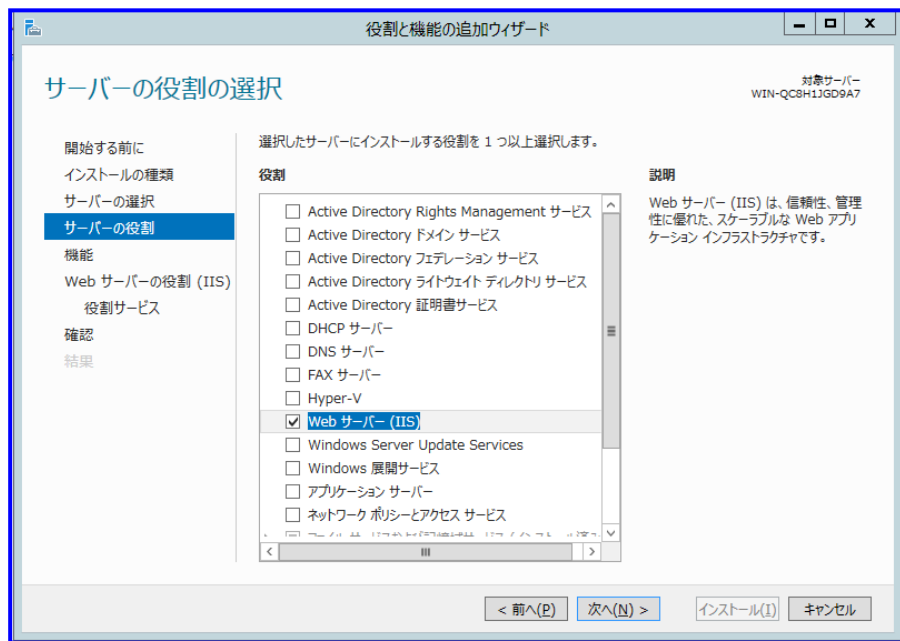 役割と機能の追加ウィザード
サーバーの役割の選択
対象サーバー
WIN-QC8H1JGD9A7
開始する前に
インストールの種類
サーバーの選択
サーバーの役割
機能
Web サーバーの役割 (IIS)
役割サービス
確認
結果
選択したサーバーにインストールする役割を 1 つ以上選択します。
役割
Active Directory Rights Management サービス
Active Directory ドメイン サービス
Active Directory フェデレーション サービス
Active Directory ライトウェイト ディレクトリ サービス
Active Directory 証明書サービス
DHCP サーバー
DNS サーバー
FAX サーバー
Hyper-V
Web サーバー (IIS)
Windows Server Update Services
Windows 展開サービス
アプリケーション サーバー
ネットワーク ポリシーとアクセス サービス
説明
Web サーバー (IIS) は、信頼性、管理
性に優れた、スケーラブルな Web アプリ
ケーション インフラストラクチャです。
< 前へ(P)
次へ(N) >
インストール(I)
キャンセル